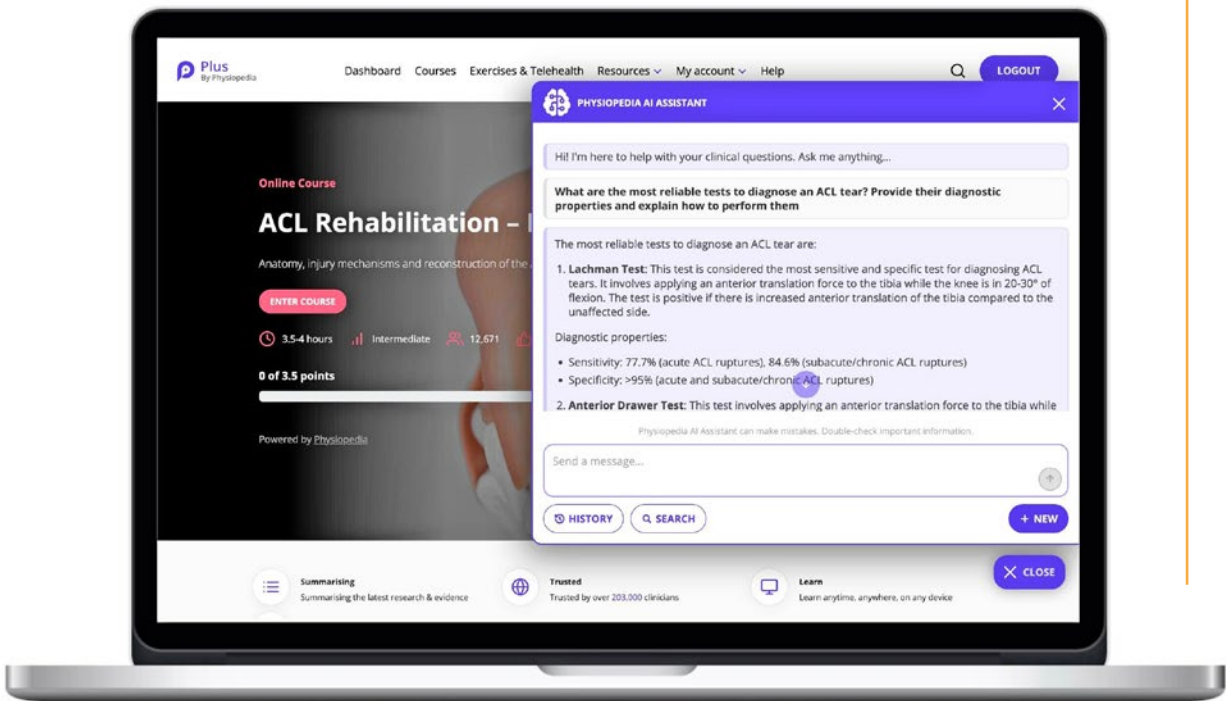 Plus
By Physiopedia
Dashboard Courses Exercises & Telehealth Resources My account Help
LOGOUT
PHYSIOPEDIA AI ASSISTANT
Hi! I'm here to help with your clinical questions. Ask me anything...
What are the most reliable tests to diagnose an ACL tear? Provide their diagnostic
properties and explain how to perform them
The most reliable tests to diagnose an ACL tear are:
1. Lachman Test: This test is considered the most sensitive and specific test for diagnosing ACL
tears. It involves applying an anterior translation force to the tibia while the knee is in 20-30° of
flexion. The test is positive if there is increased anterior translation of the tibia compared to the
unaffected side.
Diagnostic properties:
• Sensitivity: 77.7% (acute ACL ruptures), 84.6% (subacute/chronic ACL ruptures)
• Specificity: >95% (acute and subacute/chronic ACL ruptures)
2. Anterior Drawer Test: This test involves applying an anterior translation force to the tibia while
Physiopedia AI Assistant can make mistakes. Double-check important information.
Send a message...
HISTORY
SEARCH
+ NEW
CLOSE
Online Course
ACL Rehabilitation –
Anatomy, injury mechanisms and reconstruction of the
ENTER COURSE
3.5-4 hours Intermediate 12,671
0 of 3.5 points
Powered by Physiopedia
Summarising
Summarising the latest research & evidence
Trusted
Trusted by over 203,000 clinicians
Learn
Learn anytime, anywhere, on any device